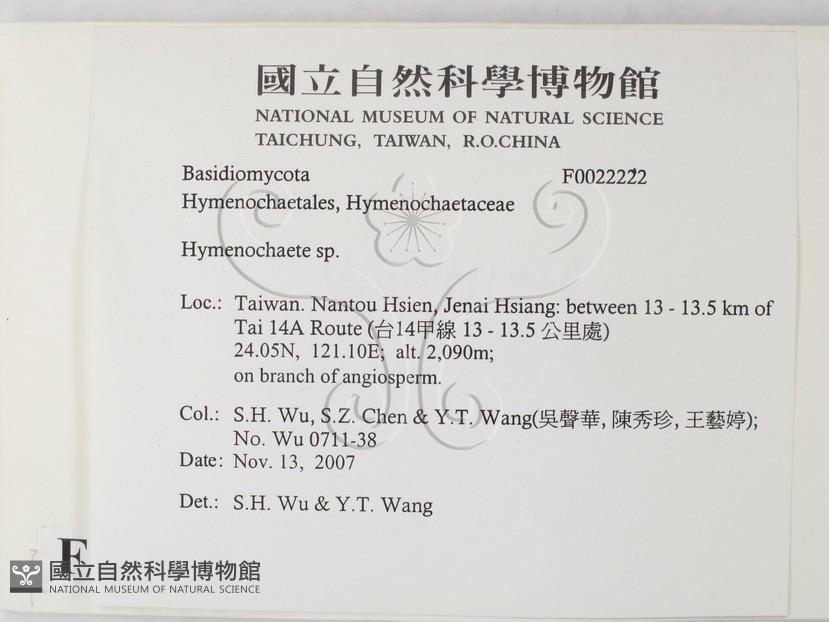 國立自然科學博物館
NATIONAL MUSEUM OF NATURAL SCIENCE
TAICHUNG, TAIWAN, R.O.CHINA
Basidiomycota F0022222
Hymenochaetales, Hymenochaetaceae
Hymenochaete sp.
Loc.: Taiwan. Nantou Hsien, Jenai Hsiang: between 13 - 13.5 km of
Tai 14A Route (台14甲線 13 - 13.5 公里處)
24.05N, 121.10E; alt. 2,090m;
on branch of angiosperm.
Col.: S.H. Wu, S.Z. Chen & Y.T. Wang(吳聲華, 陳秀珍, 王藝婷);
No. Wu 0711-38
Date: Nov. 13, 2007
Det.: S.H. Wu & Y.T. Wang
F
國立自然科學博物館
NATIONAL MUSEUM OF NATURAL SCIENCE